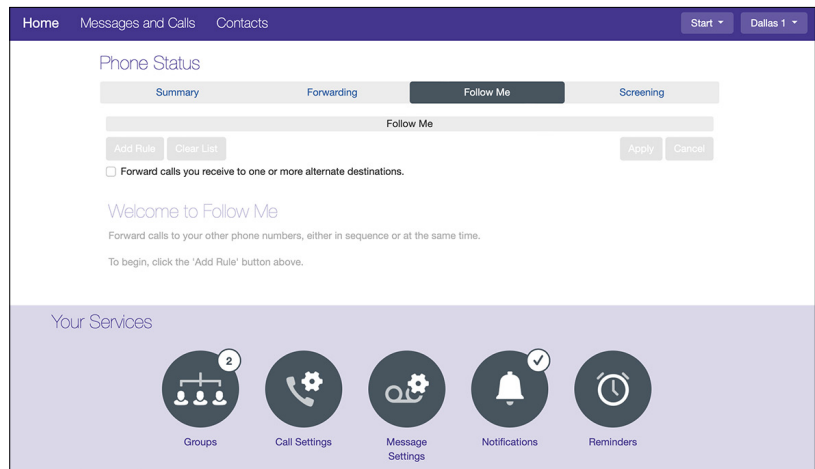 Home Messages and Calls Contacts Start Dallas 1
Phone Status
Summary Forwarding Follow Me Screening
Follow Me
Add Rule Clear List Apply Cancel
Forward calls you receive to one or more alternate destinations.
Welcome to Follow Me
Forward calls to your other phone numbers, either in sequence or at the same time.
To begin, click the 'Add Rule' button above.
Your Services
2
Groups Call Settings Message Settings Notifications Reminders